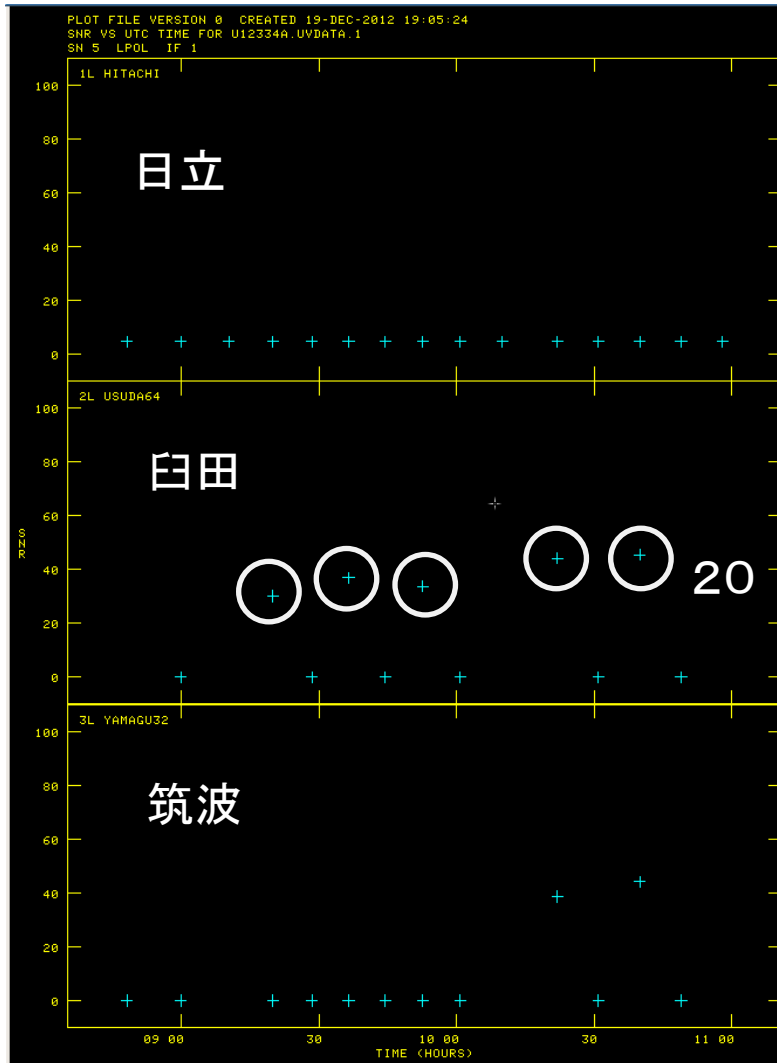 PLOT FILE VERSION 0 CREATED 19-DEC-2012 19:05:24
SNR VS UTC TIME FOR U12334A.UVDATA.1
SN 5 LPOL IF 1
1L HITACHI
100
80
日立
60
40
20
0
2L USUDA64
100
80
臼田
60
SNR
40
20
20
0
3L YAMAGU32
100
80
筑波
60
40
20
0
09 00 30 10 00 30 11 00
TIME (HOURS)